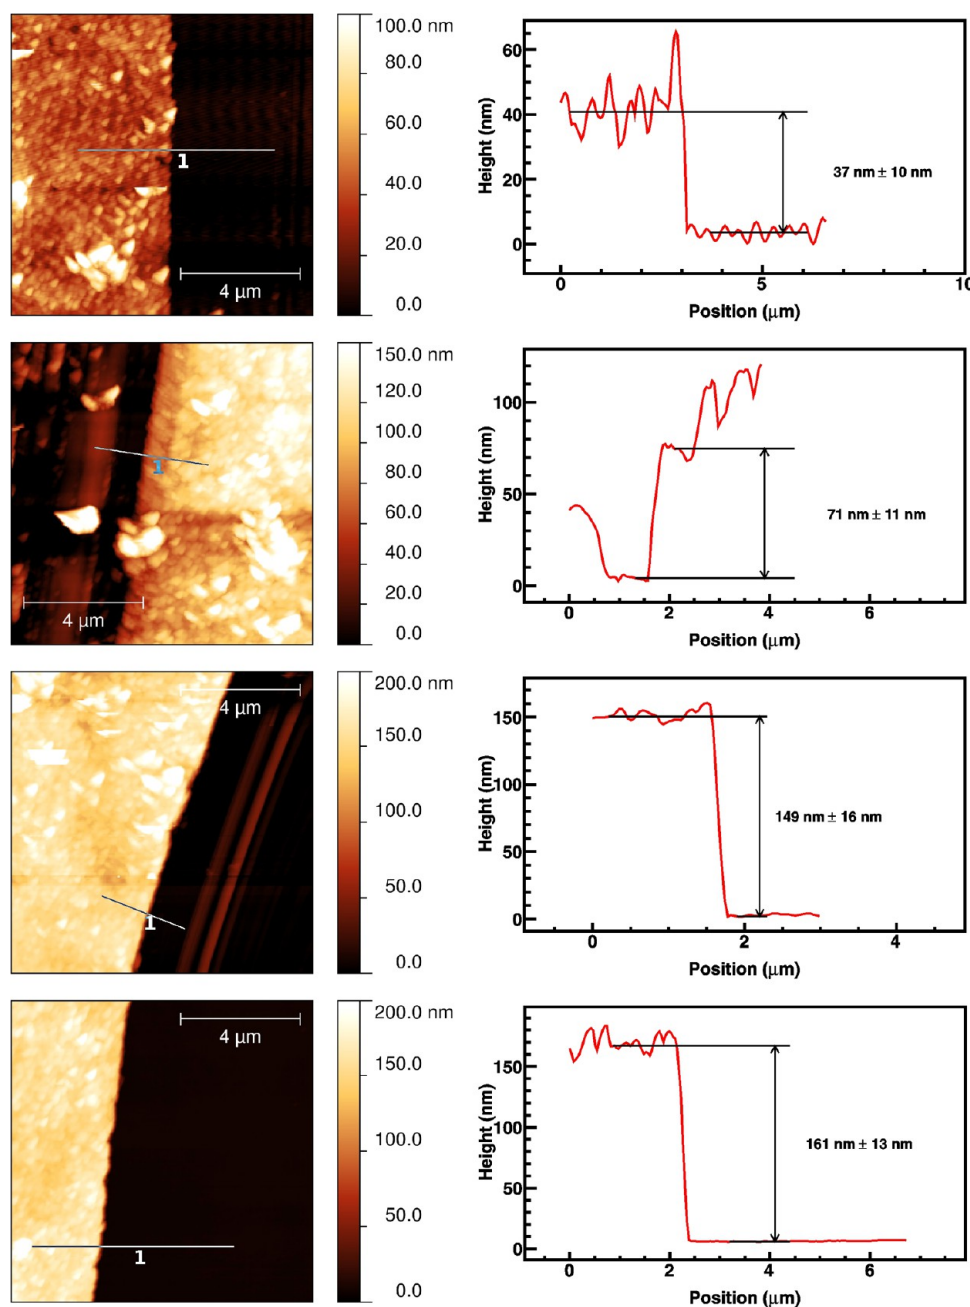 100.0 nm
80.0
60.0
40.0
20.0
0.0
1
4 μm
Height (nm)
60
40
20
0
37 nm ± 10 nm
0
5
10
Position (μm)
150.0 nm
120.0
100.0
80.0
60.0
40.0
20.0
0.0
1
4 μm
Height (nm)
100
50
0
71 nm ± 11 nm
0
2
4
6
Position (μm)
200.0 nm
150.0
100.0
50.0
0.0
4 μm
1
Height (nm)
150
100
50
0
149 nm ± 16 nm
0
2
4
Position (μm)
200.0 nm
150.0
100.0
50.0
0.0
4 μm
1
Height (nm)
150
100
50
0
161 nm ± 13 nm
0
2
4
6
Position (μm)